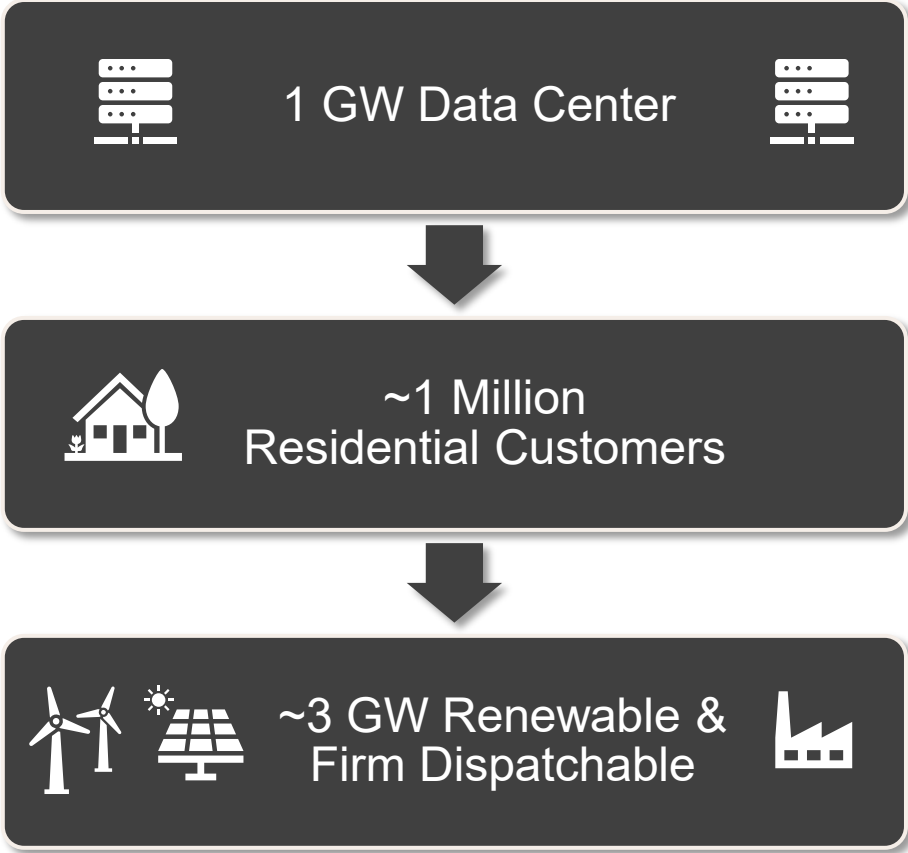 1 GW Data Center
~1 Million
Residential Customers
~3 GW Renewable &
Firm Dispatchable